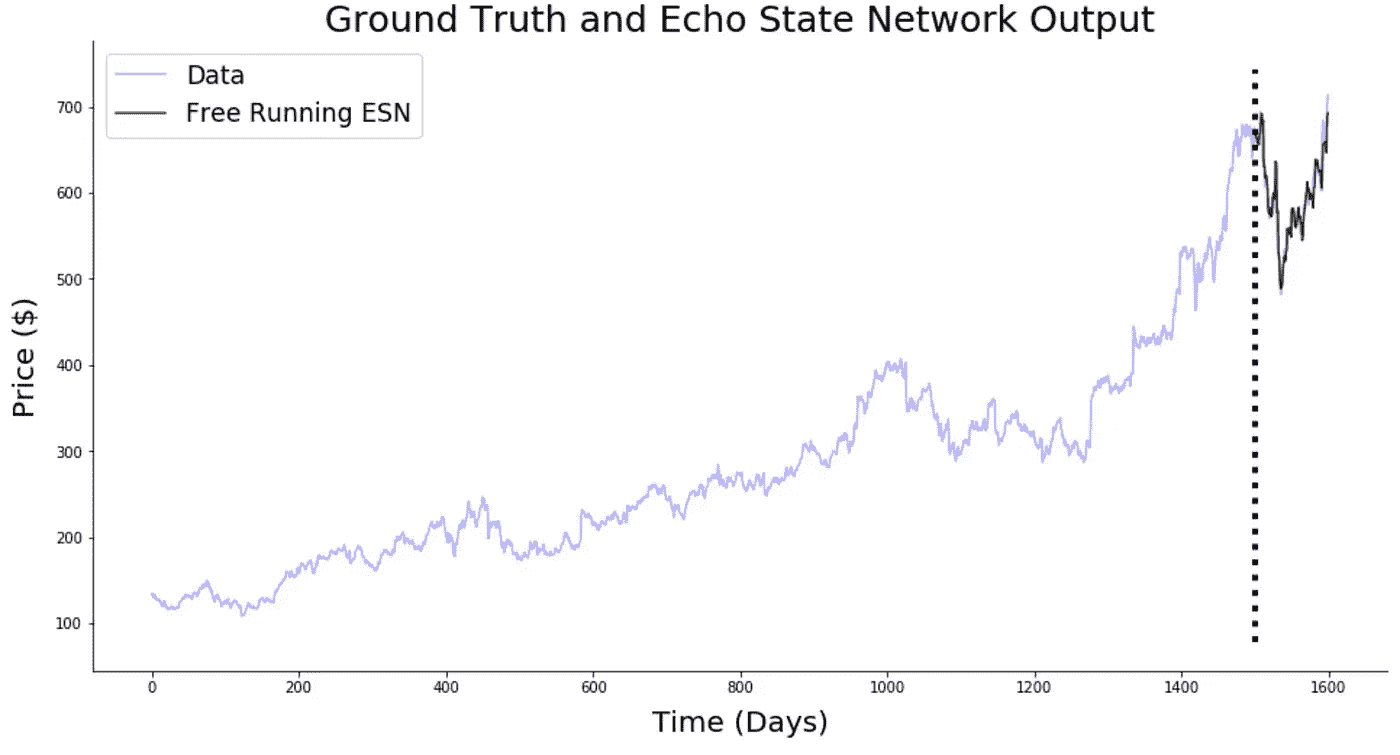 Ground Truth and Echo State Network Output
Data
Free Running ESN
700
600
500
400
300
200
100
Price ($)
0 200 400 600 800 1000 1200 1400 1600
Time (Days)